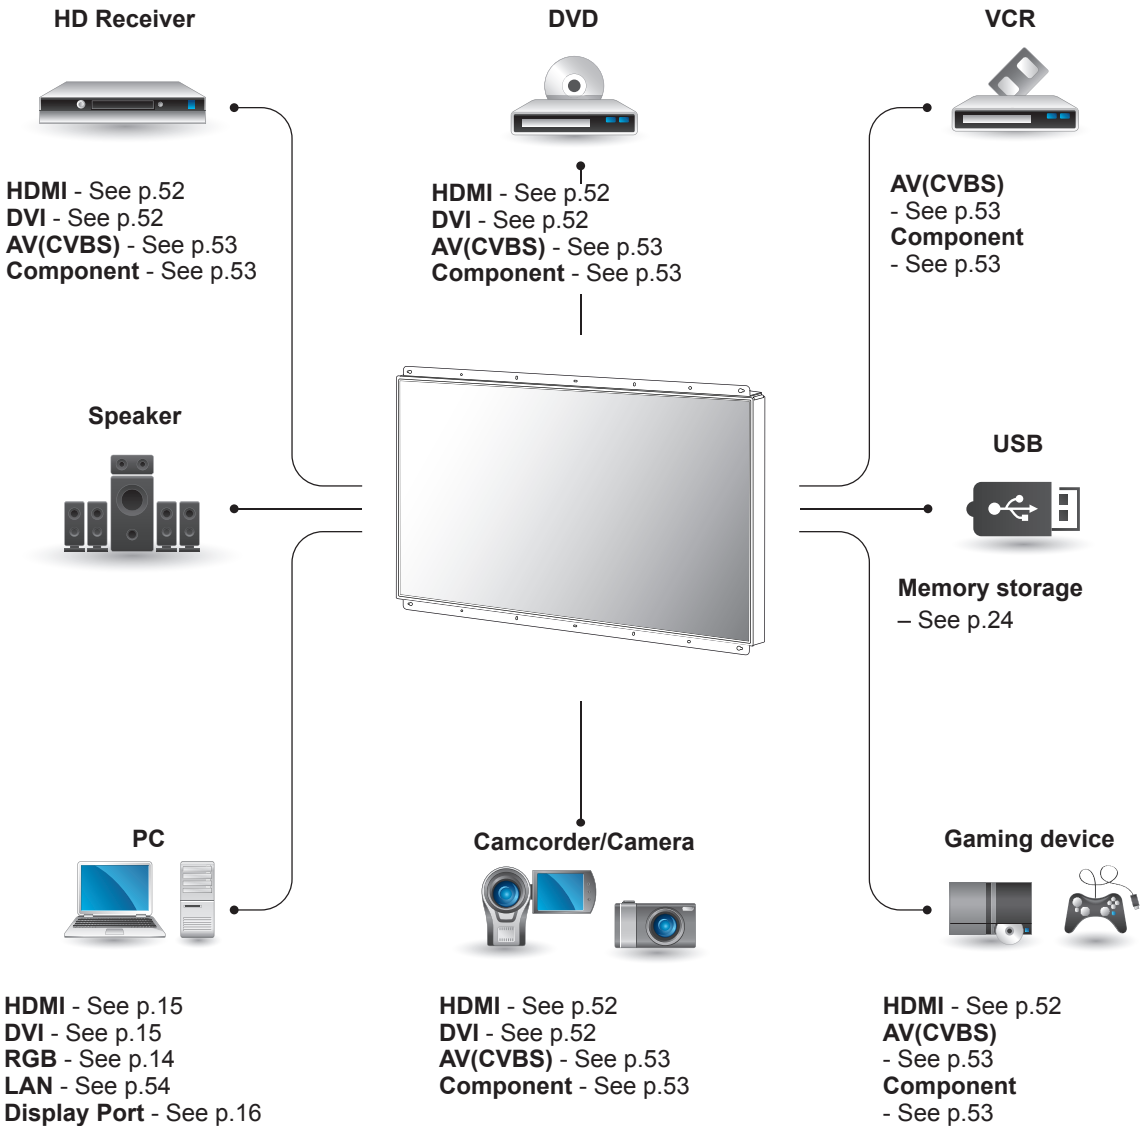 HD Receiver
HDMI - See p.52
DVI - See p.52
AV(CVBS) - See p.53
Component - See p.53
DVD
HDMI - See p.52
DVI - See p.52
AV(CVBS) - See p.53
Component - See p.53
VCR
AV(CVBS)
- See p.53
Component
- See p.53
Speaker
USB
Memory storage
– See p.24
PC
HDMI - See p.15
DVI - See p.15
RGB - See p.14
LAN - See p.54
Display Port - See p.16
Camcorder/Camera
HDMI - See p.52
DVI - See p.52
AV(CVBS) - See p.53
Component - See p.53
Gaming device
HDMI - See p.52
AV(CVBS)
- See p.53
Component
- See p.53